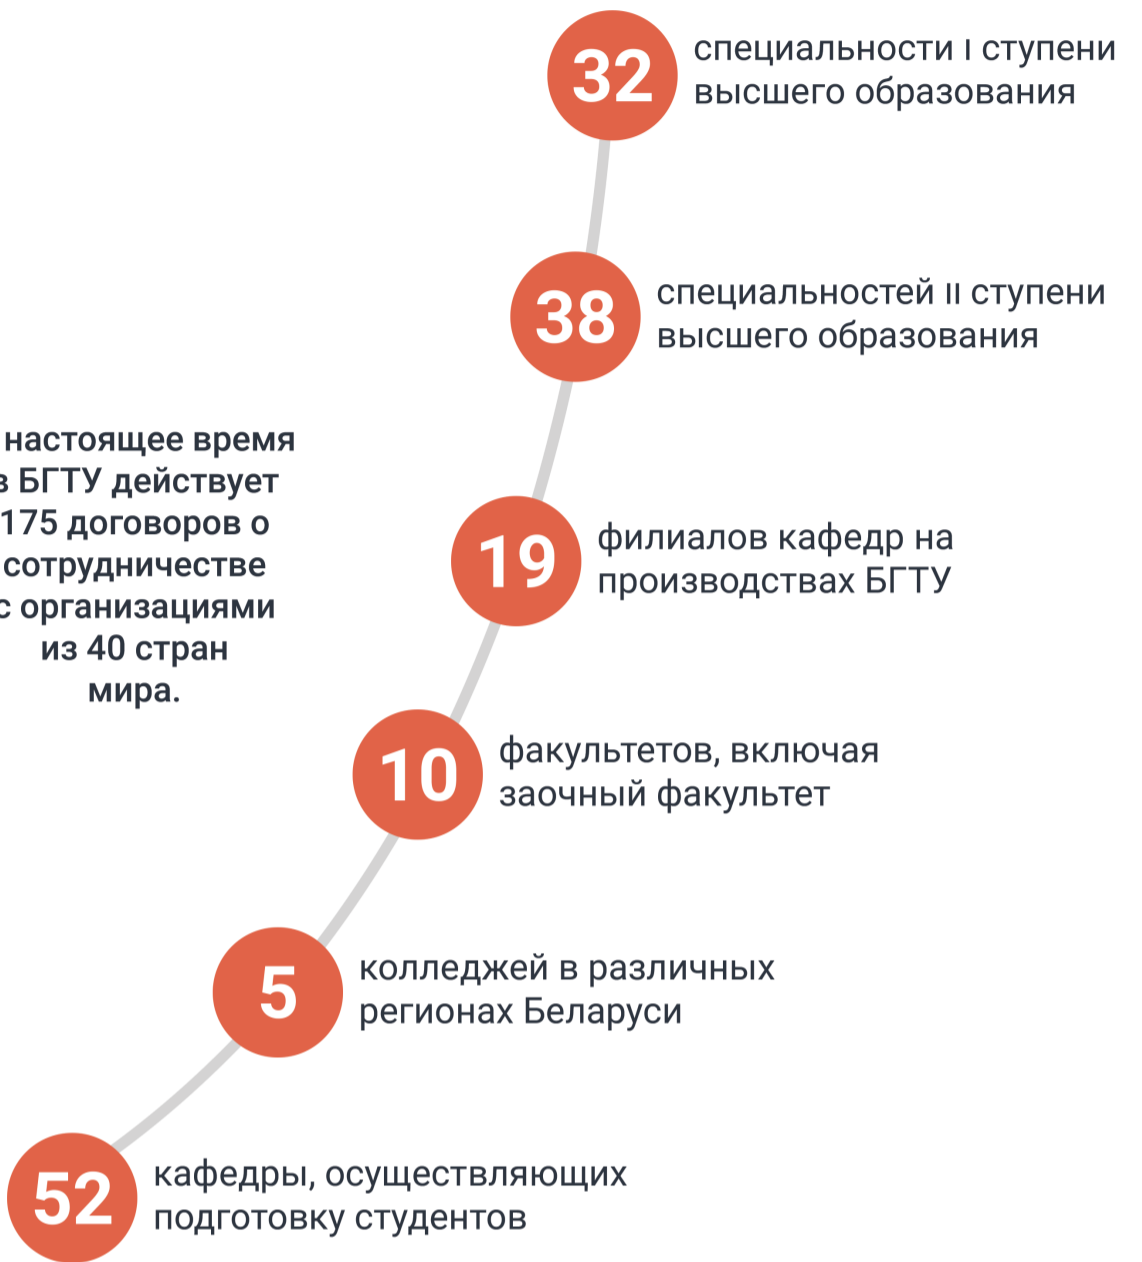 32
специальности I ступени
высшего образования
38
специальностей II ступени
высшего образования
настоящее время
в БГТУ действует
175 договоров о
сотрудничестве
с организациями
из 40 стран
мира.
19
филиалов кафедр на
производствах БГТУ
10
факультетов, включая
заочный факультет
5
колледжей в различных
регионах Беларуси
52
кафедры, осуществляющих
подготовку студентов